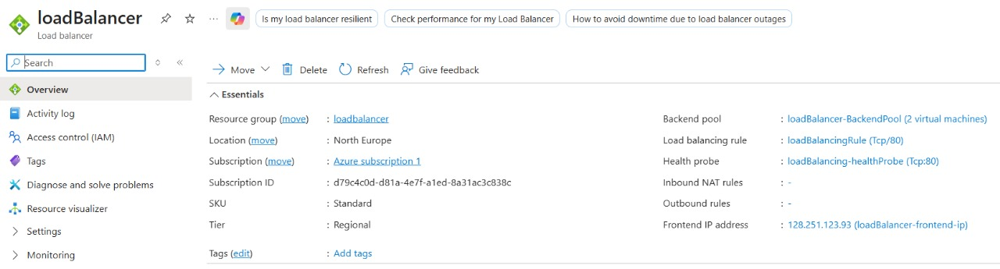 loadBalancer
Load balancer
Is my load balancer resilient
Check performance for my Load Balancer
How to avoid downtime due to load balancer outages
Search
Overview
Activity log
Access control (IAM)
Tags
Diagnose and solve problems
Resource visualizer
Settings
Monitoring
Move
Delete
Refresh
Give feedback
Essentials
Resource group (move) : loadbalancer
Location (move) : North Europe
Subscription (move) : Azure subscription 1
Subscription ID : d79c4c0d-d81a-4e7f-a1ed-8a31ac3c838c
SKU : Standard
Tier : Regional
Tags (edit) : Add tags
Backend pool : loadBalancer-BackendPool (2 virtual machines)
Load balancing rule : loadBalancingRule (Tcp/80)
Health probe : loadBalancing-healthProbe (Tcp:80)
Inbound NAT rules : -
Outbound rules : -
Frontend IP address : 128.251.123.93 (loadBalancer-frontend-ip)